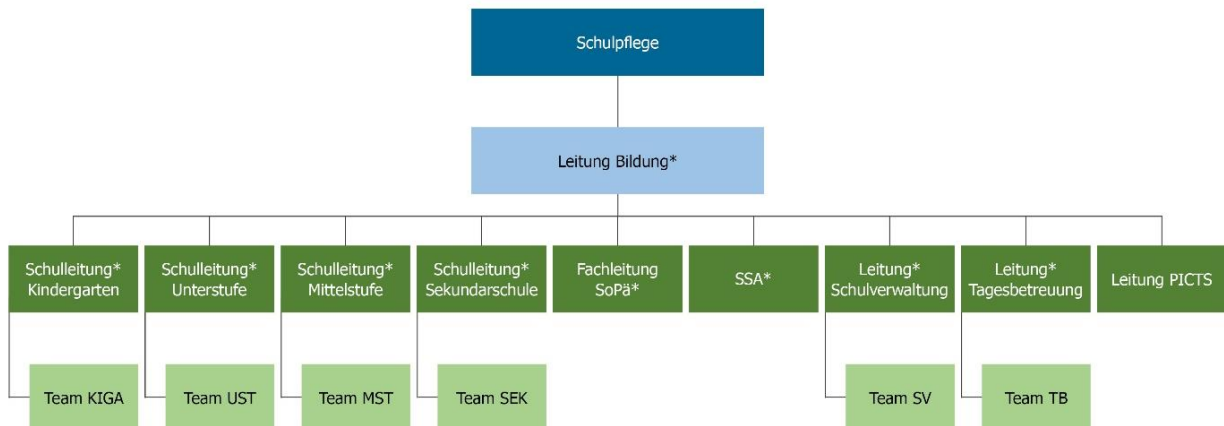 Schulpflege
Leitung Bildung*
Schulleitung*
Kindergarten
Schulleitung*
Unterstufe
Schulleitung*
Mittelstufe
Schulleitung*
Sekundarschule
Fachleitung
SoPä*
SSA*
Leitung*
Schulverwaltung
Leitung*
Tagesbetreuung
Leitung PICTS
Team KIGA
Team UST
Team MST
Team SEK
Team SV
Team TB